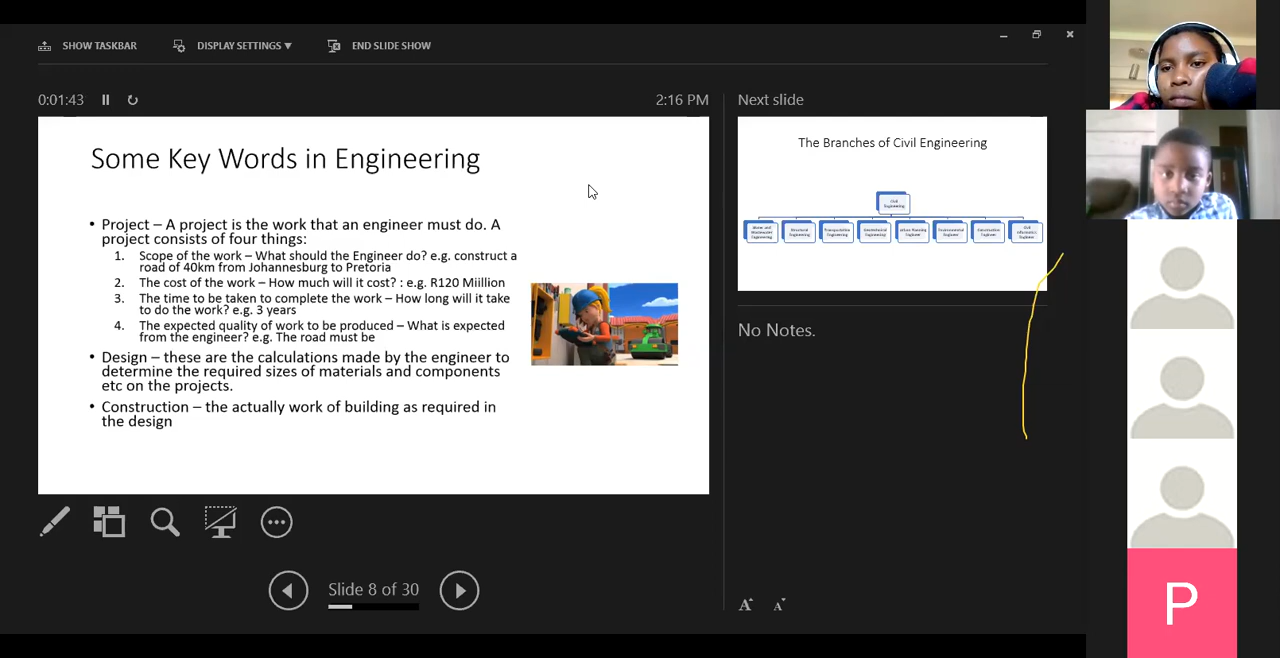 SHOW TASKBAR
DISPLAY SETTINGS ▼
END SLIDE SHOW
0:01:43
2:16 PM
Next slide
Some Key Words in Engineering
• Project – A project is the work that an engineer must do. A
project consists of four things:
1. Scope of the work – What should the Engineer do? e.g. construct a
road of 40km from Johannesburg to Pretoria
2. The cost of the work – How much will it cost? : e.g. R120 Miillion
3. The time to be taken to complete the work – How long will it take
to do the work? e.g. 3 years
4. The expected quality of work to be produced – What is expected
from the engineer? e.g. The road must be
• Design – these are the calculations made by the engineer to
determine the required sizes of materials and components
etc on the projects.
• Construction – the actually work of building as required in
the design
The Branches of Civil Engineering
Civil
Engineering
No Notes.
Slide 8 of 30
A A
P